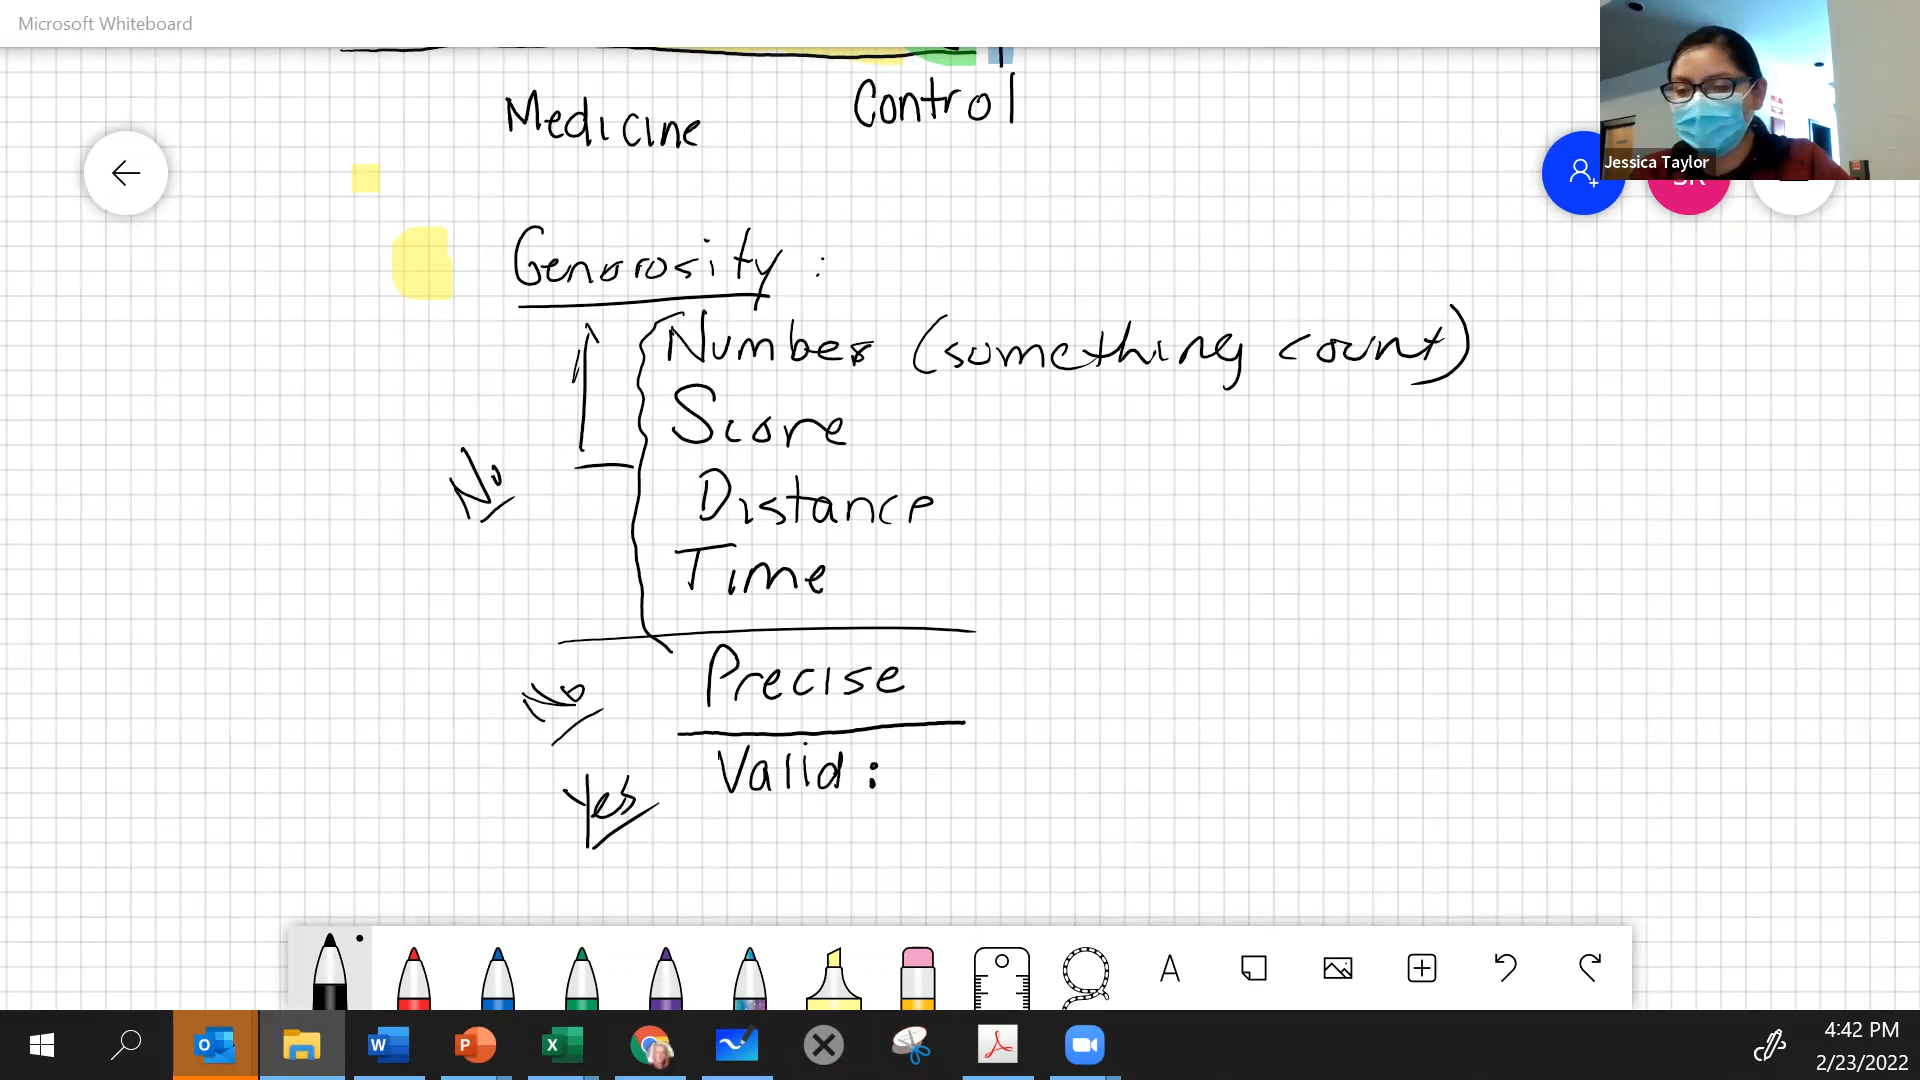 Microsoft Whiteboard
Medicine
Control
Jessica Taylor
Generosity :
Number (something count)
Score
No
Distance
Time
No
Precise
Yes
Valid :
A
4:42 PM
2/23/2022